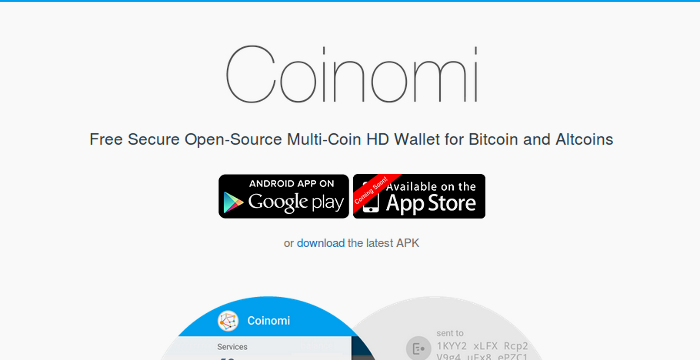 Coinomi
Free Secure Open-Source Multi-Coin HD Wallet for Bitcoin and Altcoins
ANDROID APP ON
Google play
Coming Soon!
Available on the
App Store
or download the latest APK
Coinomi
Services
sent to
1KYY2 xLFX Rcp2
V9g4 uEx8 ePZC1